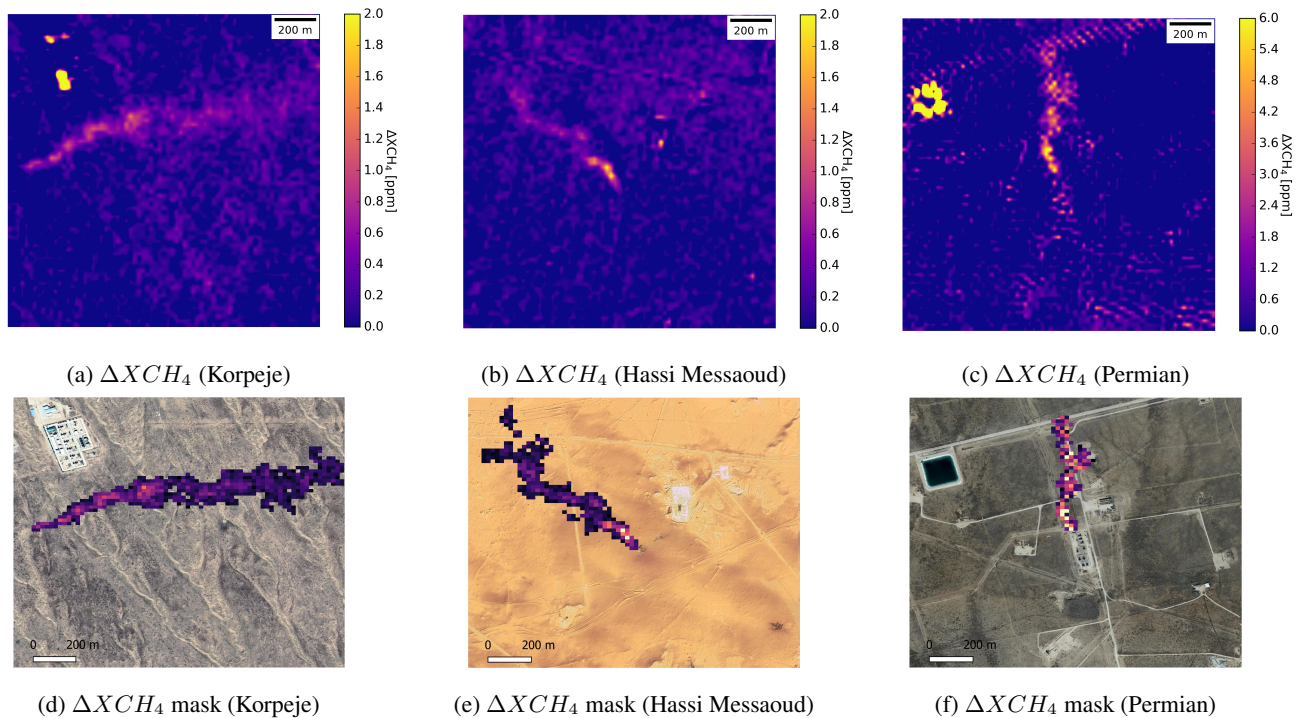 200 m
2.0
1.8
1.6
1.4
1.2
1.0
0.8
0.6
0.4
0.2
0.0
ΔXCH₄ [ppm]
200 m
2.0
1.8
1.6
1.4
1.2
1.0
0.8
0.6
0.4
0.2
0.0
ΔXCH₄ [ppm]
200 m
6.0
5.4
4.8
4.2
3.6
3.0
2.4
1.8
1.2
0.6
0.0
ΔXCH₄ [ppm]
(a) ΔXCH₄ (Korpeje)
(b) ΔXCH₄ (Hassi Messaoud)
(c) ΔXCH₄ (Permian)
0 200 m
0 200 m
0 200 m
(d) ΔXCH₄ mask (Korpeje)
(e) ΔXCH₄ mask (Hassi Messaoud)
(f) ΔXCH₄ mask (Permian)